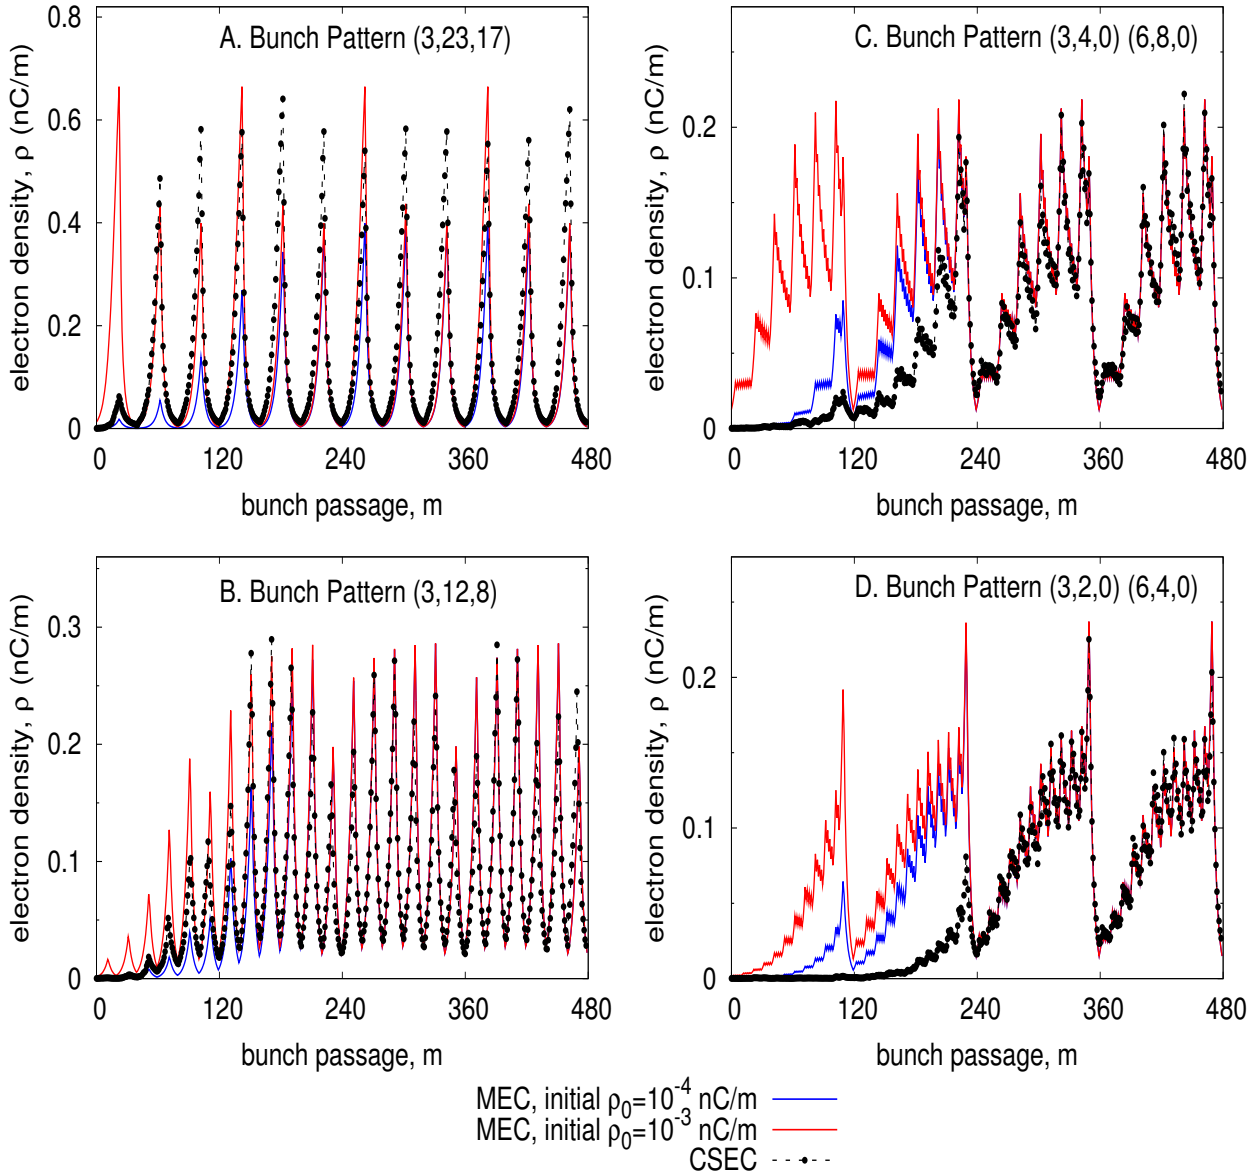 A. Bunch Pattern (3,23,17)
electron density, ρ (nC/m)
0.8
0.6
0.4
0.2
0
0 120 240 360 480
bunch passage, m
C. Bunch Pattern (3,4,0) (6,8,0)
electron density, ρ (nC/m)
0.2
0.1
0
0 120 240 360 480
bunch passage, m
B. Bunch Pattern (3,12,8)
electron density, ρ (nC/m)
0.3
0.2
0.1
0
0 120 240 360 480
bunch passage, m
D. Bunch Pattern (3,2,0) (6,4,0)
electron density, ρ (nC/m)
0.2
0.1
0
0 120 240 360 480
bunch passage, m
MEC, initial ρ₀=10⁻⁴ nC/m
MEC, initial ρ₀=10⁻³ nC/m
CSEC